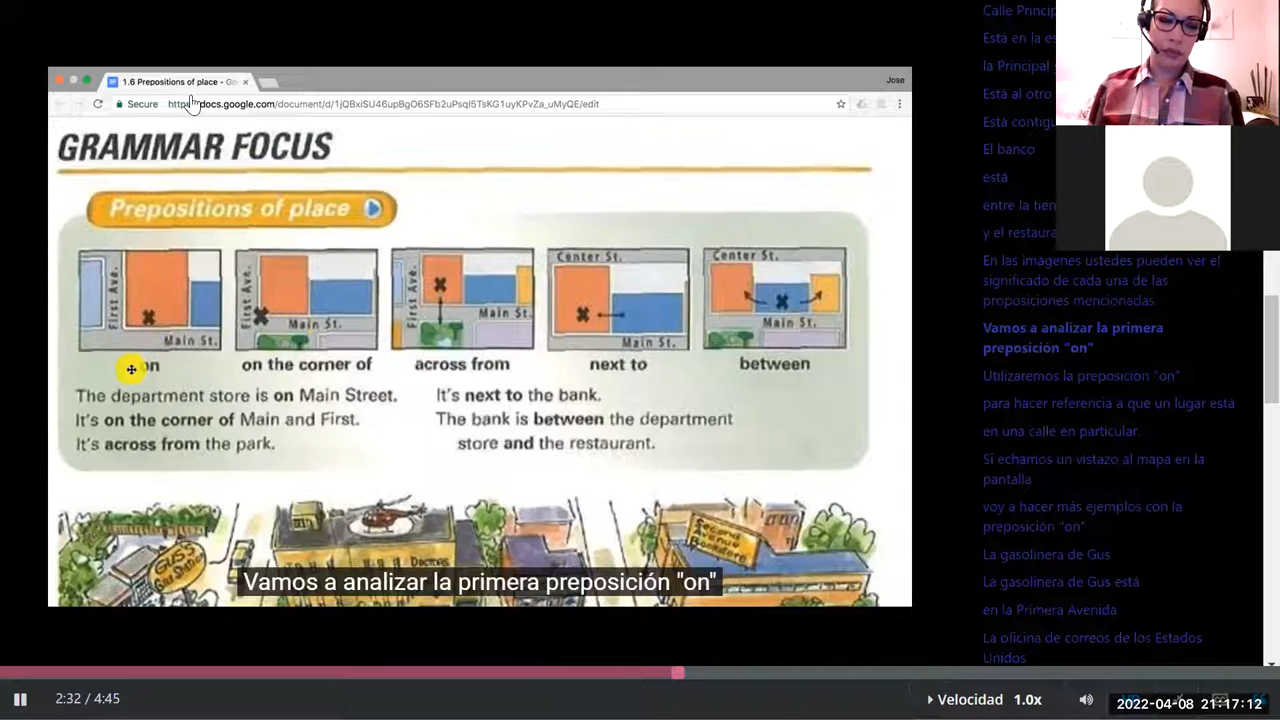 1.6 Prepositions of place - Go
Jose
Secure
docs.google.com/document/d/1jQBxiSU46upBgO6SFb2uPsqI5TsKG1uyKPvZa_uMyQE/edit
GRAMMAR FOCUS
Prepositions of place
First Ave.
Main St.
First Ave.
Main St.
Main St.
Center St.
Main St.
Center St.
Main St.
on
on the corner of
across from
next to
between
The department store is on Main Street.
It's on the corner of Main and First.
It's across from the park.
It's next to the bank.
The bank is between the department
store and the restaurant.
Vamos a analizar la primera preposición "on"
Calle Princip
Está en la es
la Principal
Está al otro
Está contigu
El banco
está
entre la tien
y el restaura
En las imágenes ustedes pueden ver el
significado de cada una de las
proposiciones mencionadas.
Vamos a analizar la primera
preposición "on"
Utilizaremos la preposición "on"
para hacer referencia a que un lugar está
en una calle en particular.
Si echamos un vistazo al mapa en la
pantalla
voy a hacer más ejemplos con la
preposición "on"
La gasolinera de Gus
La gasolinera de Gus está
en la Primera Avenida
La oficina de correos de los Estados
Unidos
2:32 / 4:45
Velocidad 1.0x
2022-04-08 21:17:12